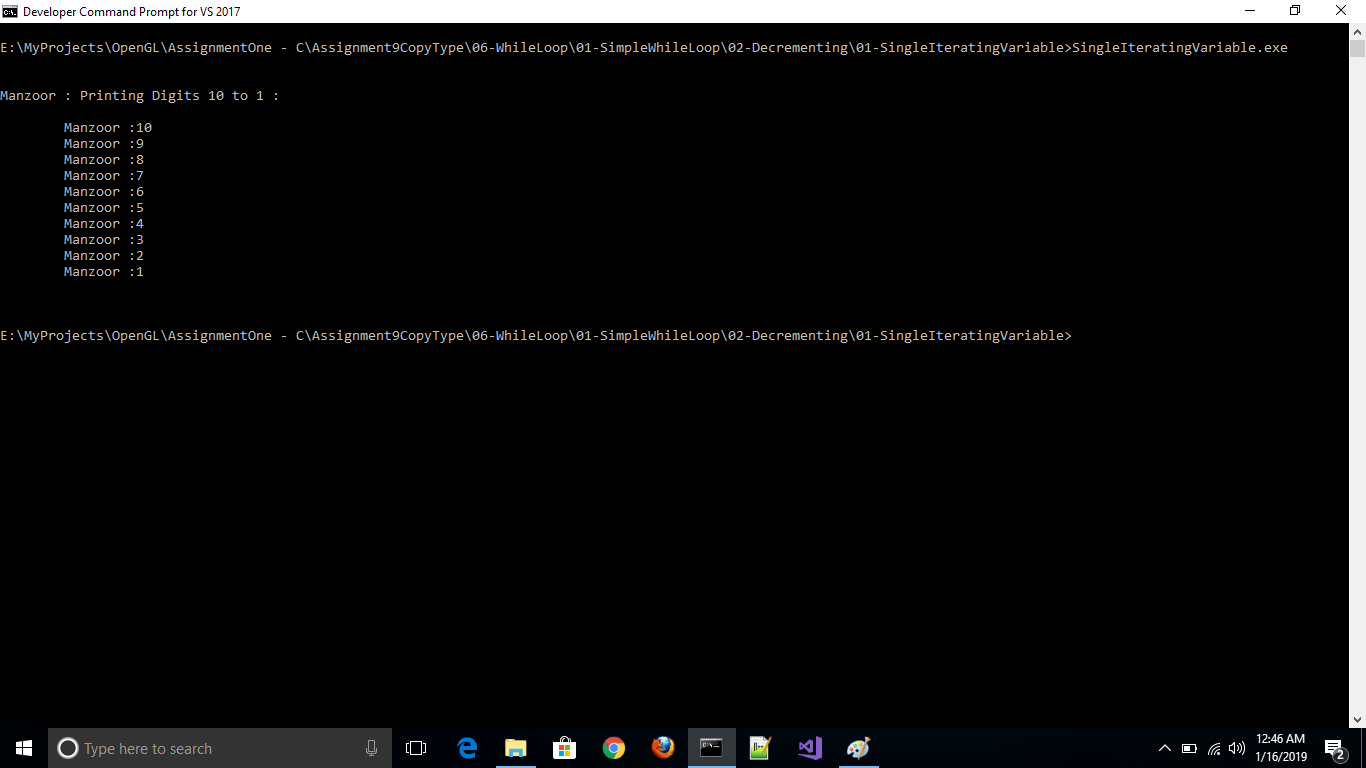 Developer Command Prompt for VS 2017
E:\MyProjects\OpenGL\AssignmentOne - C\Assignment9CopyType\06-WhileLoop\01-SimpleWhileLoop\02-Decrementing\01-SingleIteratingVariable>SingleIteratingVariable.exe
Manzoor : Printing Digits 10 to 1 :
Manzoor :10
Manzoor :9
Manzoor :8
Manzoor :7
Manzoor :6
Manzoor :5
Manzoor :4
Manzoor :3
Manzoor :2
Manzoor :1
E:\MyProjects\OpenGL\AssignmentOne - C\Assignment9CopyType\06-WhileLoop\01-SimpleWhileLoop\02-Decrementing\01-SingleIteratingVariable>
Type here to search
12:46 AM
1/16/2019
2